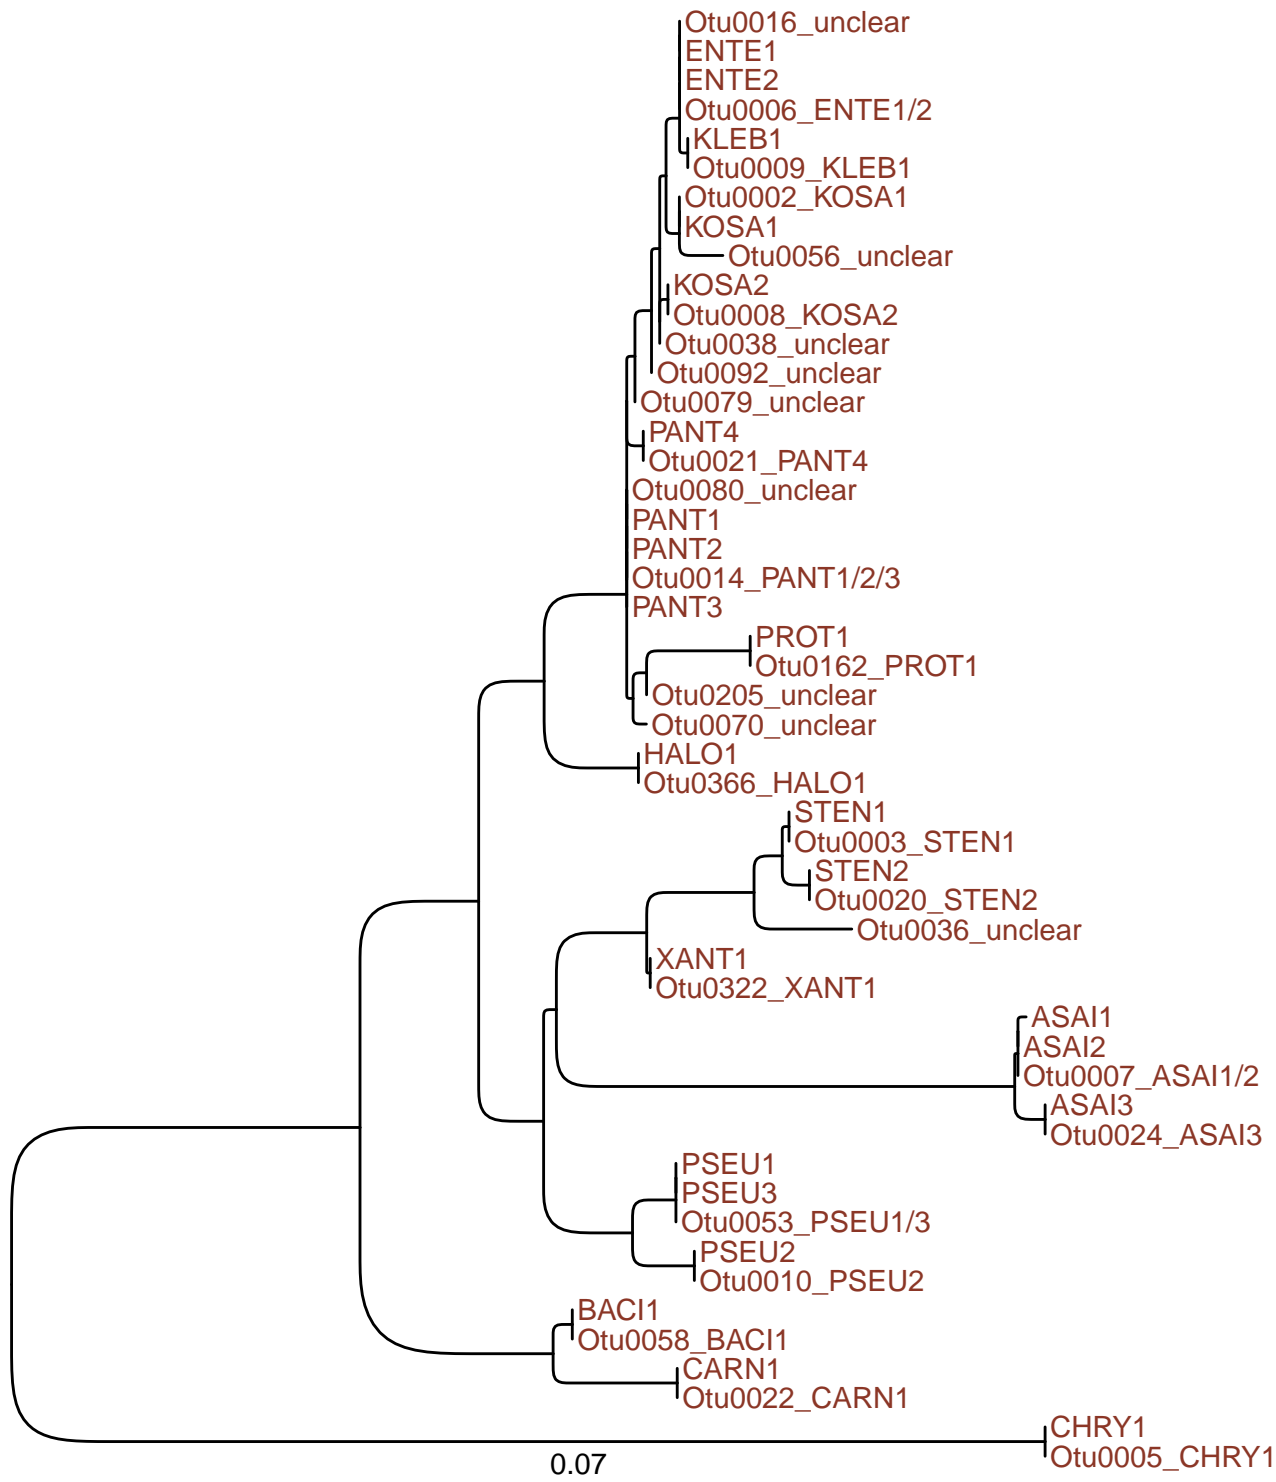 Otu0016_unclear
ENTE1
ENTE2
Otu0006_ENTE1/2
KLEB1
Otu0009_KLEB1
Otu0002_KOSA1
KOSA1
Otu0056_unclear
KOSA2
Otu0008_KOSA2
Otu0038_unclear
Otu0092_unclear
Otu0079_unclear
PANT4
Otu0021_PANT4
Otu0080_unclear
PANT1
PANT2
Otu0014_PANT1/2/3
PANT3
PROT1
Otu0162_PROT1
Otu0205_unclear
Otu0070_unclear
HALO1
Otu0366_HALO1
STEN1
Otu0003_STEN1
STEN2
Otu0020_STEN2
Otu0036_unclear
XANT1
Otu0322_XANT1
ASAI1
ASAI2
Otu0007_ASAI1/2
ASAI3
Otu0024_ASAI3
PSEU1
PSEU3
Otu0053_PSEU1/3
PSEU2
Otu0010_PSEU2
BACI1
Otu0058_BACI1
CARN1
Otu0022_CARN1
CHRY1
Otu0005_CHRY1
0.07